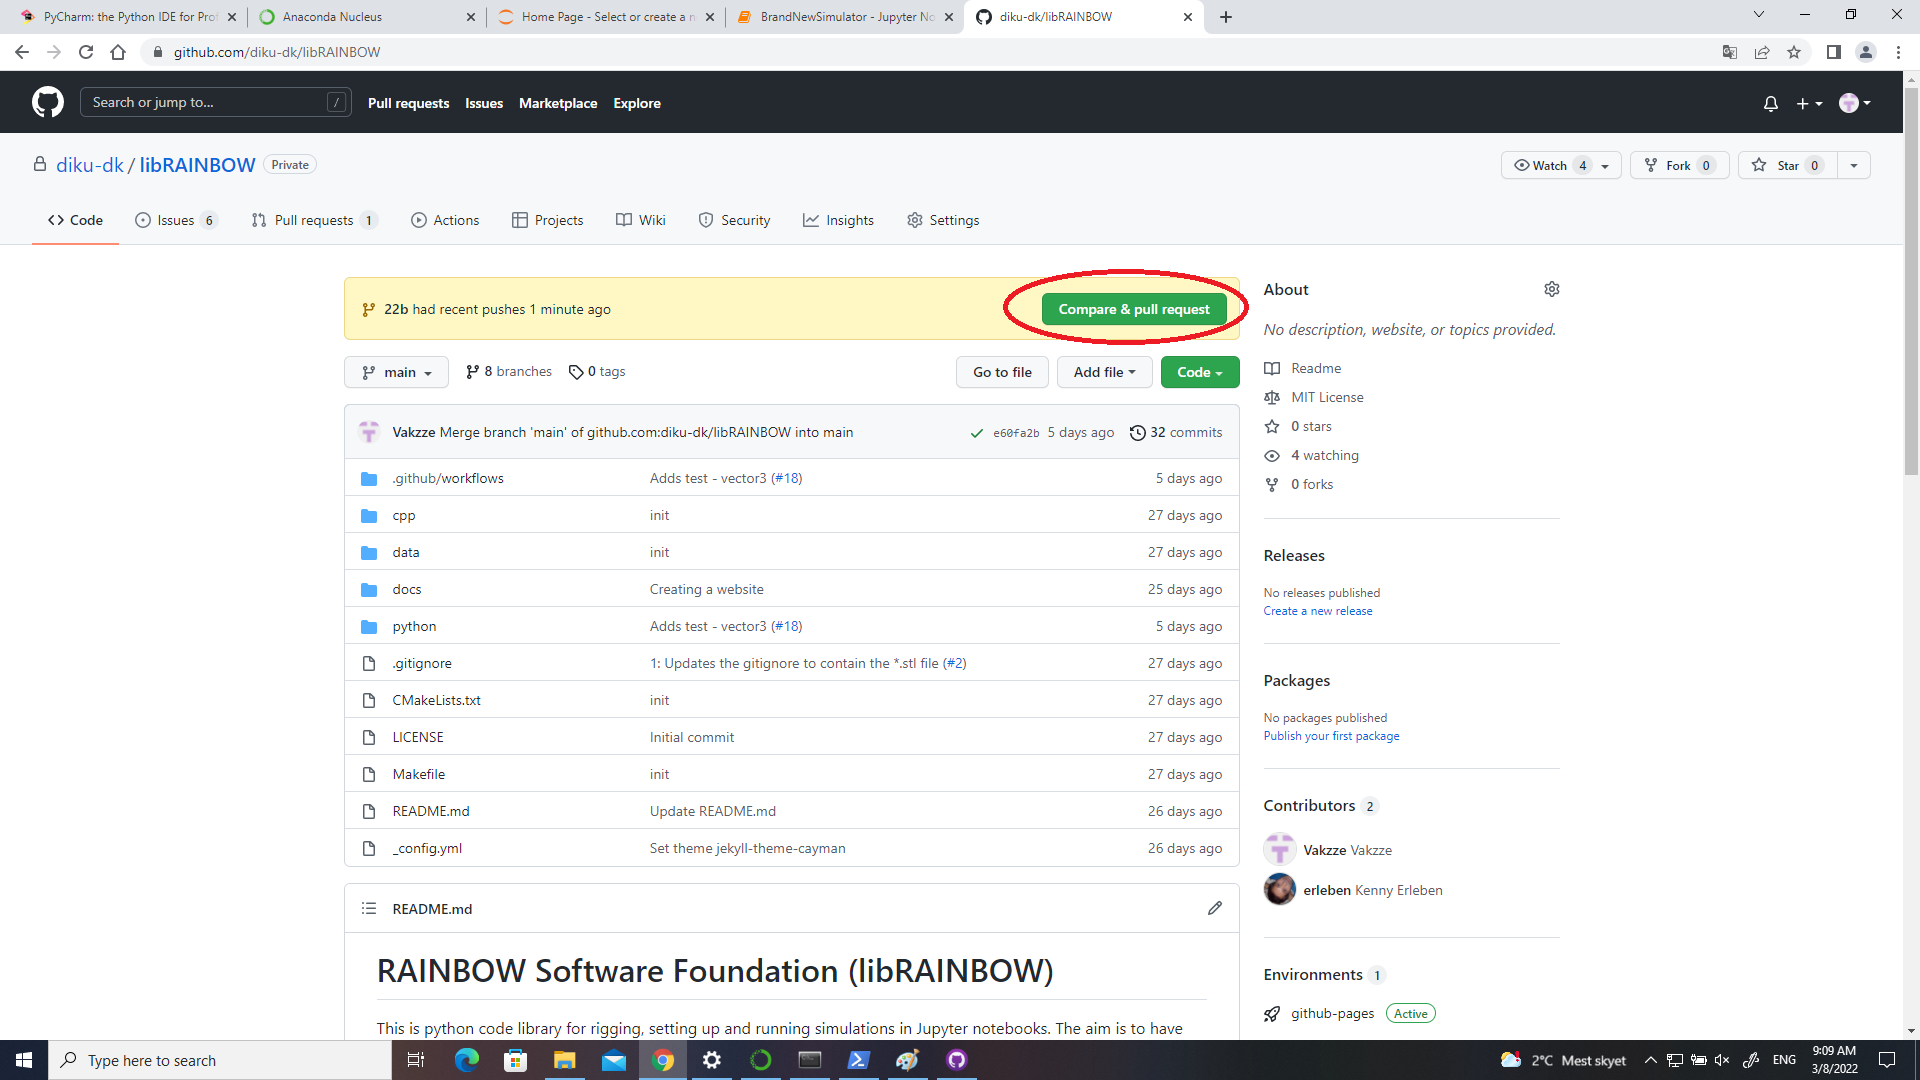 PyCharm: the Python IDE for Prof
Anaconda Nucleus
Home Page - Select or create a n
BrandNewSimulator - Jupyter No
diku-dk/libRAINBOW
github.com/diku-dk/libRAINBOW
Search or jump to... /
Pull requests Issues Marketplace Explore
diku-dk / libRAINBOW Private
Watch 4 Fork 0 Star 0
Code Issues 6 Pull requests 1 Actions Projects Wiki Security Insights Settings
22b had recent pushes 1 minute ago Compare & pull request
main 8 branches 0 tags Go to file Add file Code
Vakzze Merge branch 'main' of github.com:diku-dk/libRAINBOW into main e60fa2b 5 days ago 32 commits
.github/workflows Adds test - vector3 (#18) 5 days ago
cpp init 27 days ago
data init 27 days ago
docs Creating a website 25 days ago
python Adds test - vector3 (#18) 5 days ago
.gitignore 1: Updates the gitignore to contain the *.stl file (#2) 27 days ago
CMakeLists.txt init 27 days ago
LICENSE Initial commit 27 days ago
Makefile init 27 days ago
README.md Update README.md 26 days ago
_config.yml Set theme jekyll-theme-cayman 26 days ago
README.md
RAINBOW Software Foundation (libRAINBOW)
This is python code library for rigging, setting up and running simulations in Jupyter notebooks. The aim is to have
About
No description, website, or topics provided.
Readme
MIT License
0 stars
4 watching
0 forks
Releases
No releases published
Create a new release
Packages
No packages published
Publish your first package
Contributors 2
Vakzze Vakzze
erleben Kenny Erleben
Environments 1
github-pages Active
Type here to search
2°C Mest skyet
ENG
9:09 AM
3/8/2022